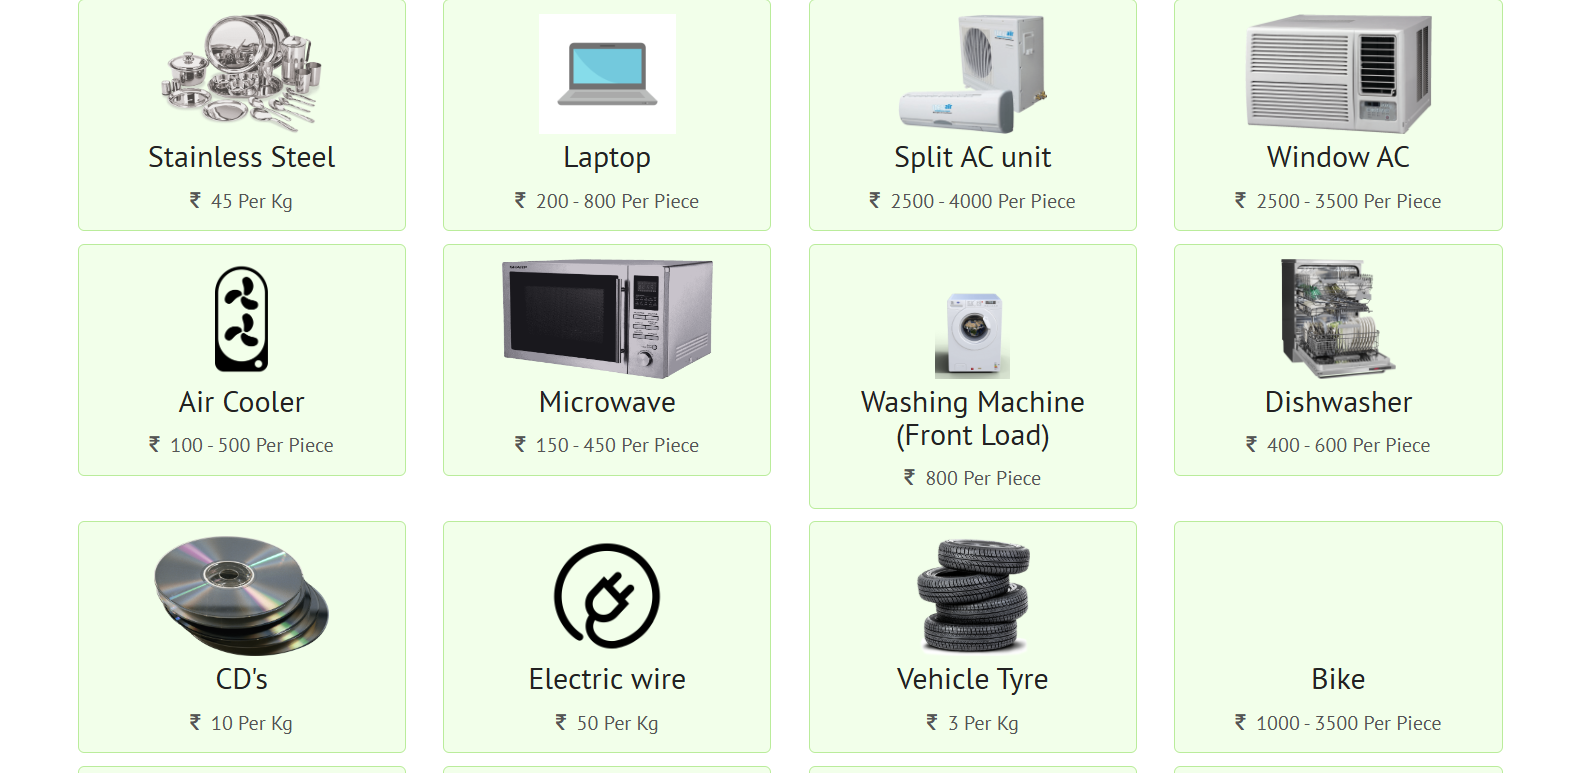 Stainless Steel
₹ 45 Per Kg
Laptop
₹ 200 - 800 Per Piece
Split AC unit
₹ 2500 - 4000 Per Piece
Window AC
₹ 2500 - 3500 Per Piece
Air Cooler
₹ 100 - 500 Per Piece
Microwave
₹ 150 - 450 Per Piece
Washing Machine
(Front Load)
₹ 800 Per Piece
Dishwasher
₹ 400 - 600 Per Piece
CD's
₹ 10 Per Kg
Electric wire
₹ 50 Per Kg
Vehicle Tyre
₹ 3 Per Kg
Bike
₹ 1000 - 3500 Per Piece